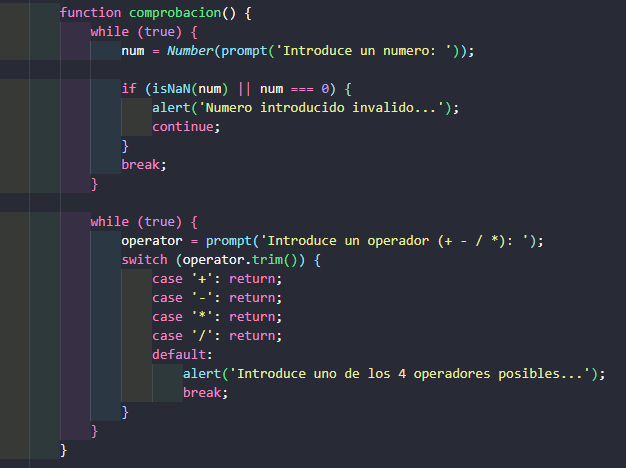 function comprobacion() {
while (true) {
num = Number(prompt('Introduce un numero: '));
if (isNaN(num) || num === 0) {
alert('Numero introducido invalido...');
continue;
}
break;
}
while (true) {
operator = prompt('Introduce un operador (+ - / *): ');
switch (operator.trim()) {
case '+': return;
case '-': return;
case '*': return;
case '/': return;
default:
alert('Introduce uno de los 4 operadores posibles...');
break;
}
}
}